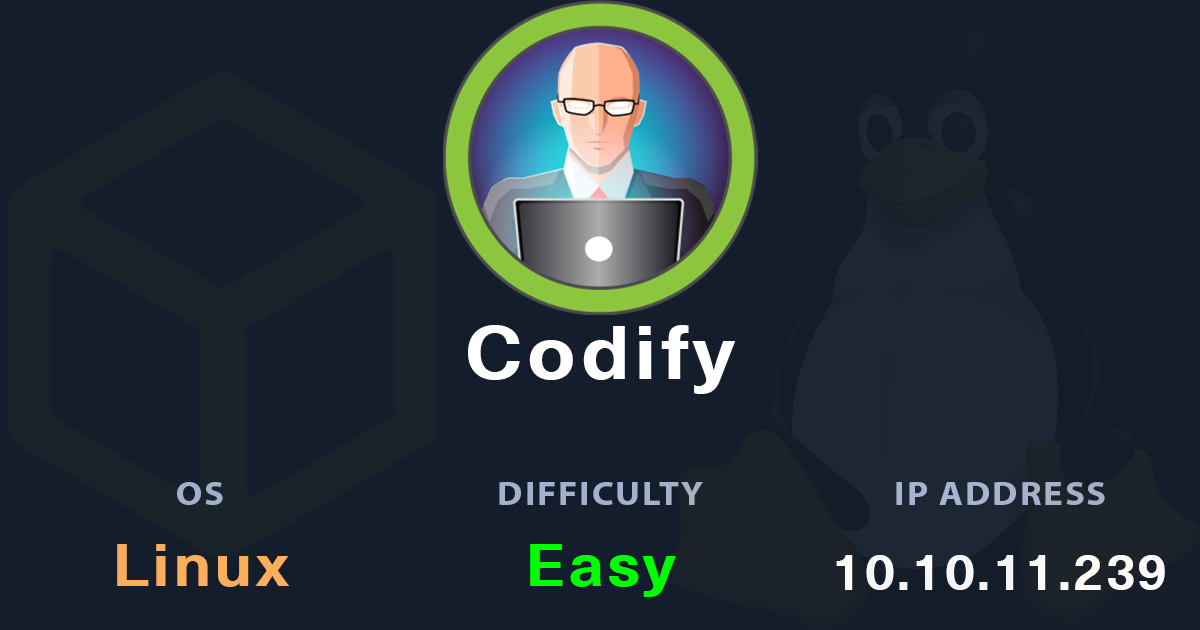 Codify
OS
DIFFICULTY
IP ADDRESS
Linux
Easy
10.10.11.239